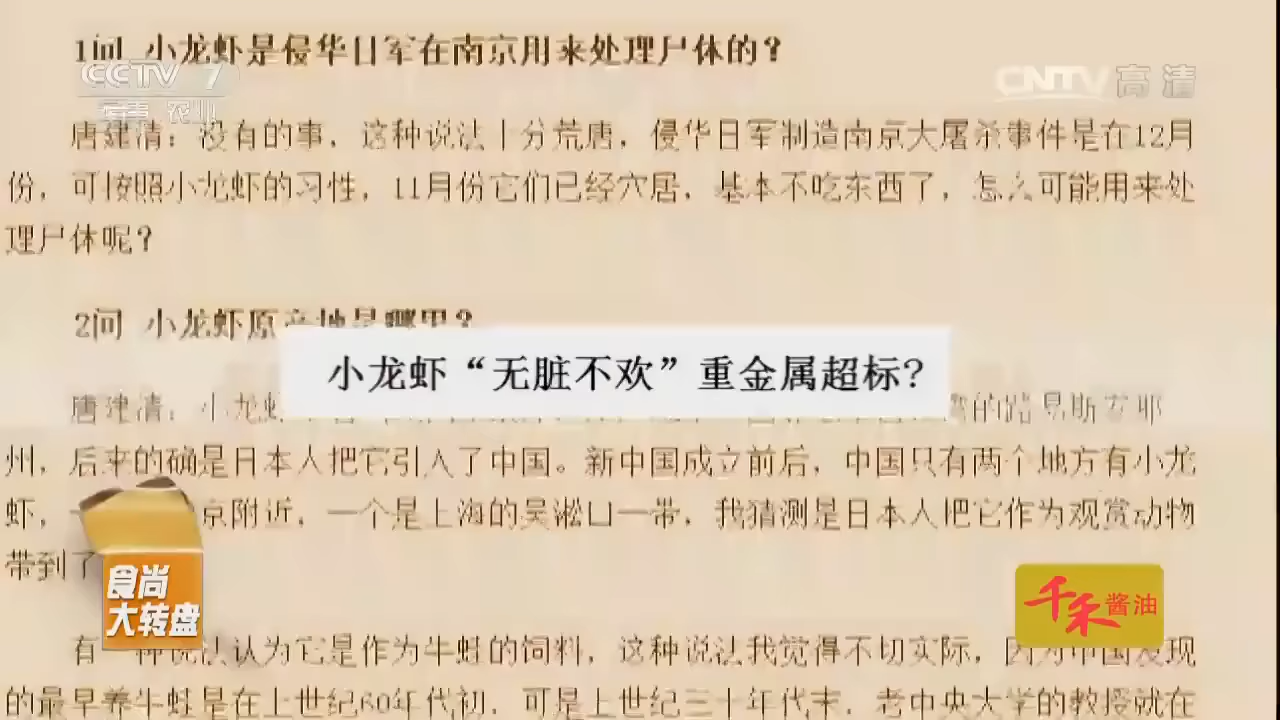 1问 小龙虾是侵华日军在南京用来处理尸体的?
CCTV 7
军事 农业
CNTV 高清
唐建清：没有的事，这种说法十分荒唐，侵华日军制造南京大屠杀事件是在12月
份，可按照小龙虾的习性，11月份它们已经穴居，基本不吃东西了，怎么可能用来处
理尸体呢？
2问 小龙虾原产地是哪里?
小龙虾“无脏不欢”重金属超标?
唐建清：小龙虾 的路易斯安那
州，后来的确是日本人把它引入了中国。新中国成立前后，中国只有两个地方有小龙
虾，一 京附近，一个是上海的吴淞口一带，我猜测是日本人把它作为观赏动物
带到了
食尚
大转盘
千禾酱油
有一种说法认为它是作为牛蛙的饲料，这种说法我觉得不切实际，因为中国发现
的最早养牛蛙是在上世纪60年代初，可是上世纪三十年代末，老中央大学的教授就在